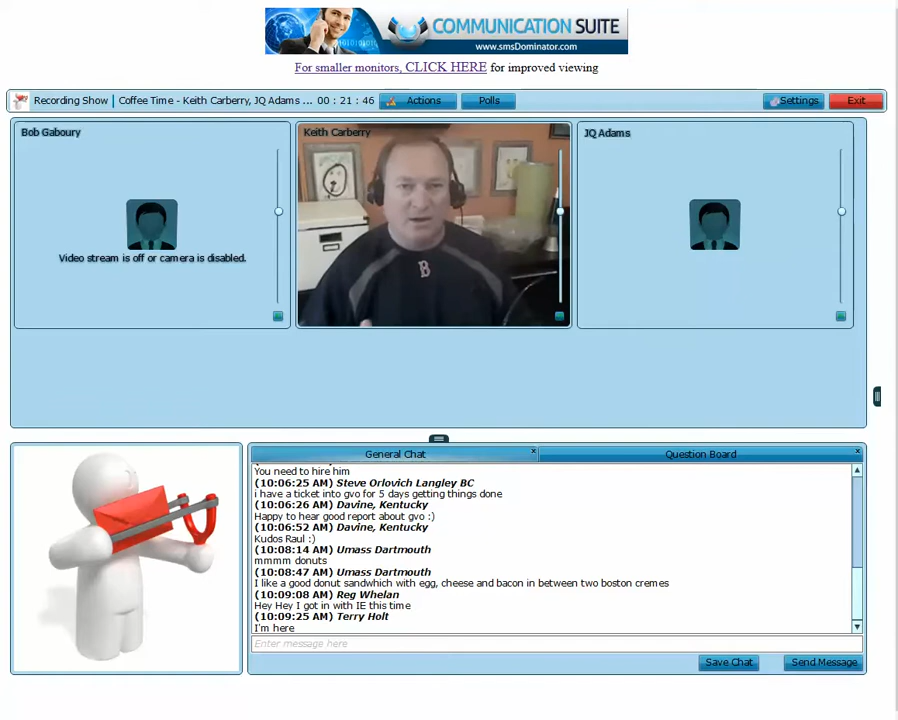 COMMUNICATION SUITE
www.smsDominator.com
For smaller monitors, CLICK HERE for improved viewing
Recording Show | Coffee Time - Keith Carberry, JQ Adams ... 00 : 21 : 46 Actions Polls Settings Exit
Bob Gaboury
Keith Carberry
JQ Adams
Video stream is off or camera is disabled.
B
General Chat x Question Board x
You need to hire him
(10:06:25 AM) Steve Orlovich Langley BC
i have a ticket into gvo for 5 days getting things done
(10:06:26 AM) Davine, Kentucky
Happy to hear good report about gvo :)
(10:06:52 AM) Davine, Kentucky
Kudos Raul :)
(10:08:14 AM) Umass Dartmouth
mmmm donuts
(10:08:47 AM) Umass Dartmouth
I like a good donut sandwhich with egg, cheese and bacon in between two boston cremes
(10:09:08 AM) Reg Whelan
Hey Hey I got in with IE this time
(10:09:25 AM) Terry Holt
I'm here
Enter message here
Save Chat Send Message